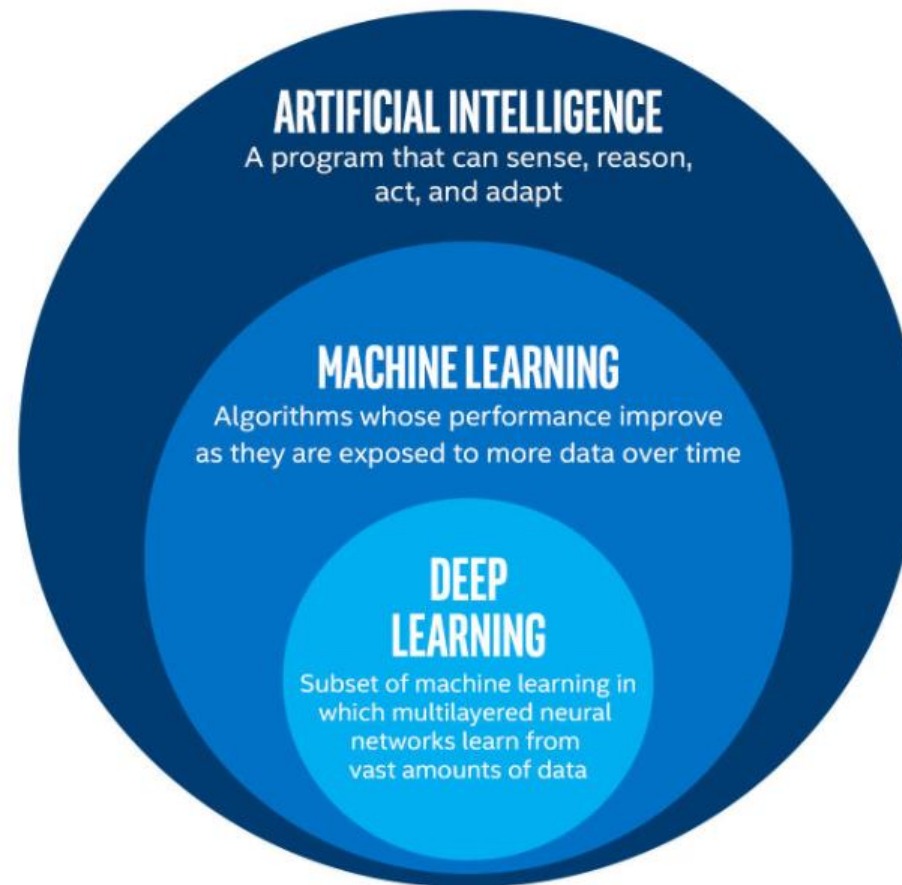 ARTIFICIAL INTELLIGENCE
A program that can sense, reason,
act, and adapt
MACHINE LEARNING
Algorithms whose performance improve
as they are exposed to more data over time
DEEP
LEARNING
Subset of machine learning in
which multilayered neural
networks learn from
vast amounts of data